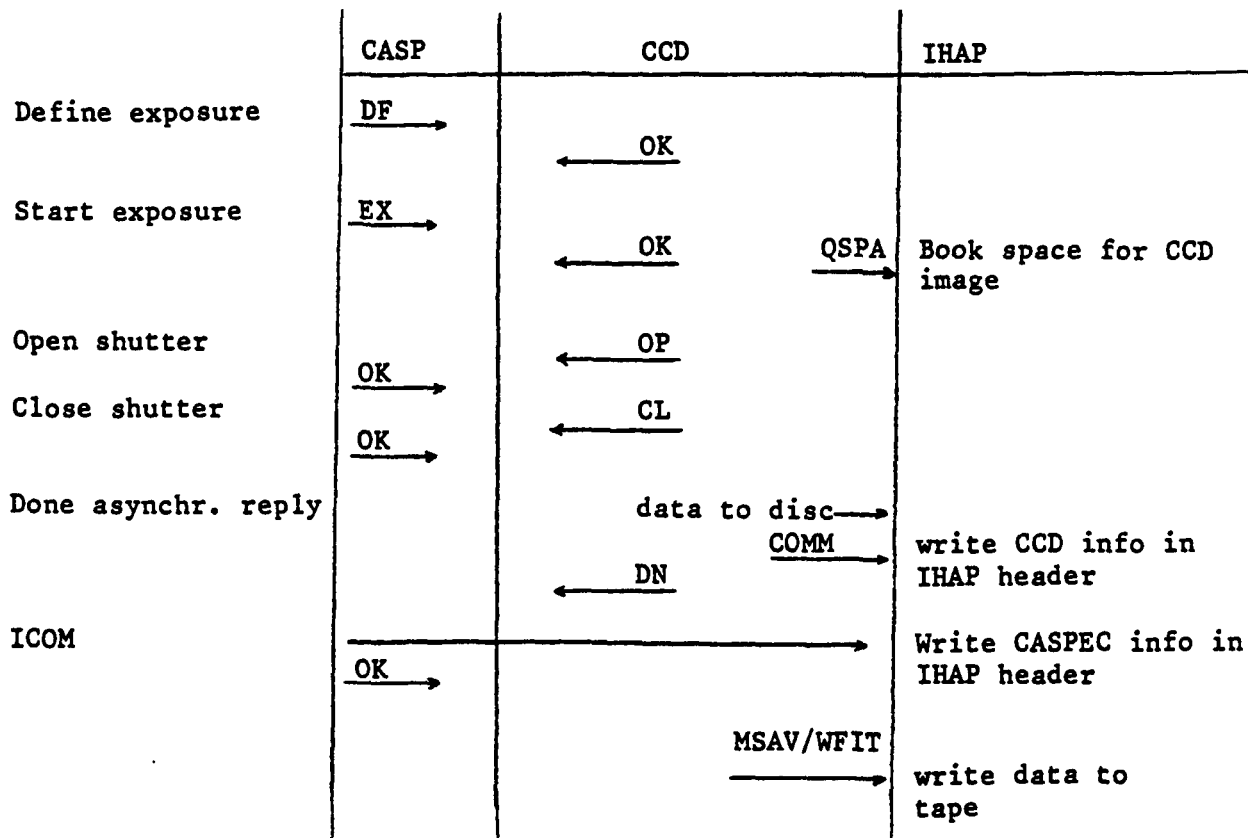 CASP CCD IHAP
Define exposure DF
OK
Start exposure EX
OK QSPA Book space for CCD
image
Open shutter OP
OK
Close shutter CL
OK
Done asynchr. reply data to disc
COMM write CCD info in
DN IHAP header
ICOM Write CASPEC info in
OK IHAP header
MSAV/WFIT
write data to
tape